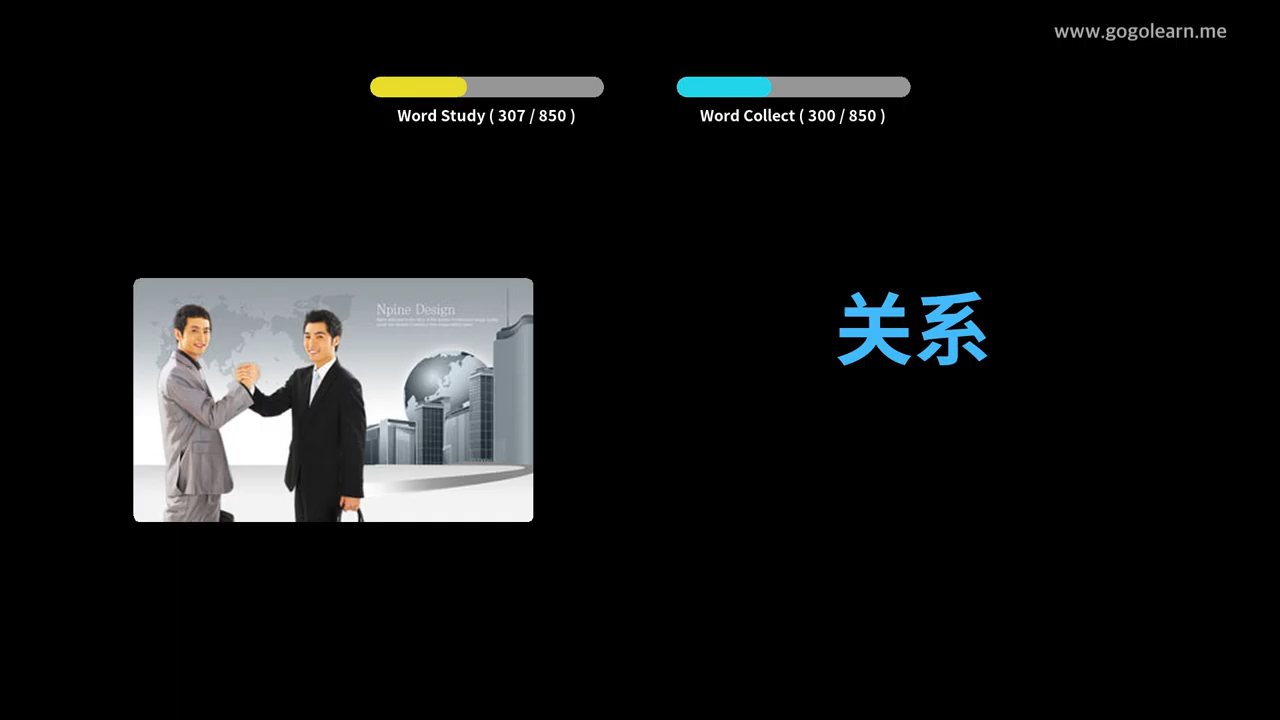 www.gogolearn.me
Word Study ( 307 / 850 )
Word Collect ( 300 / 850 )
Npine Design
关系